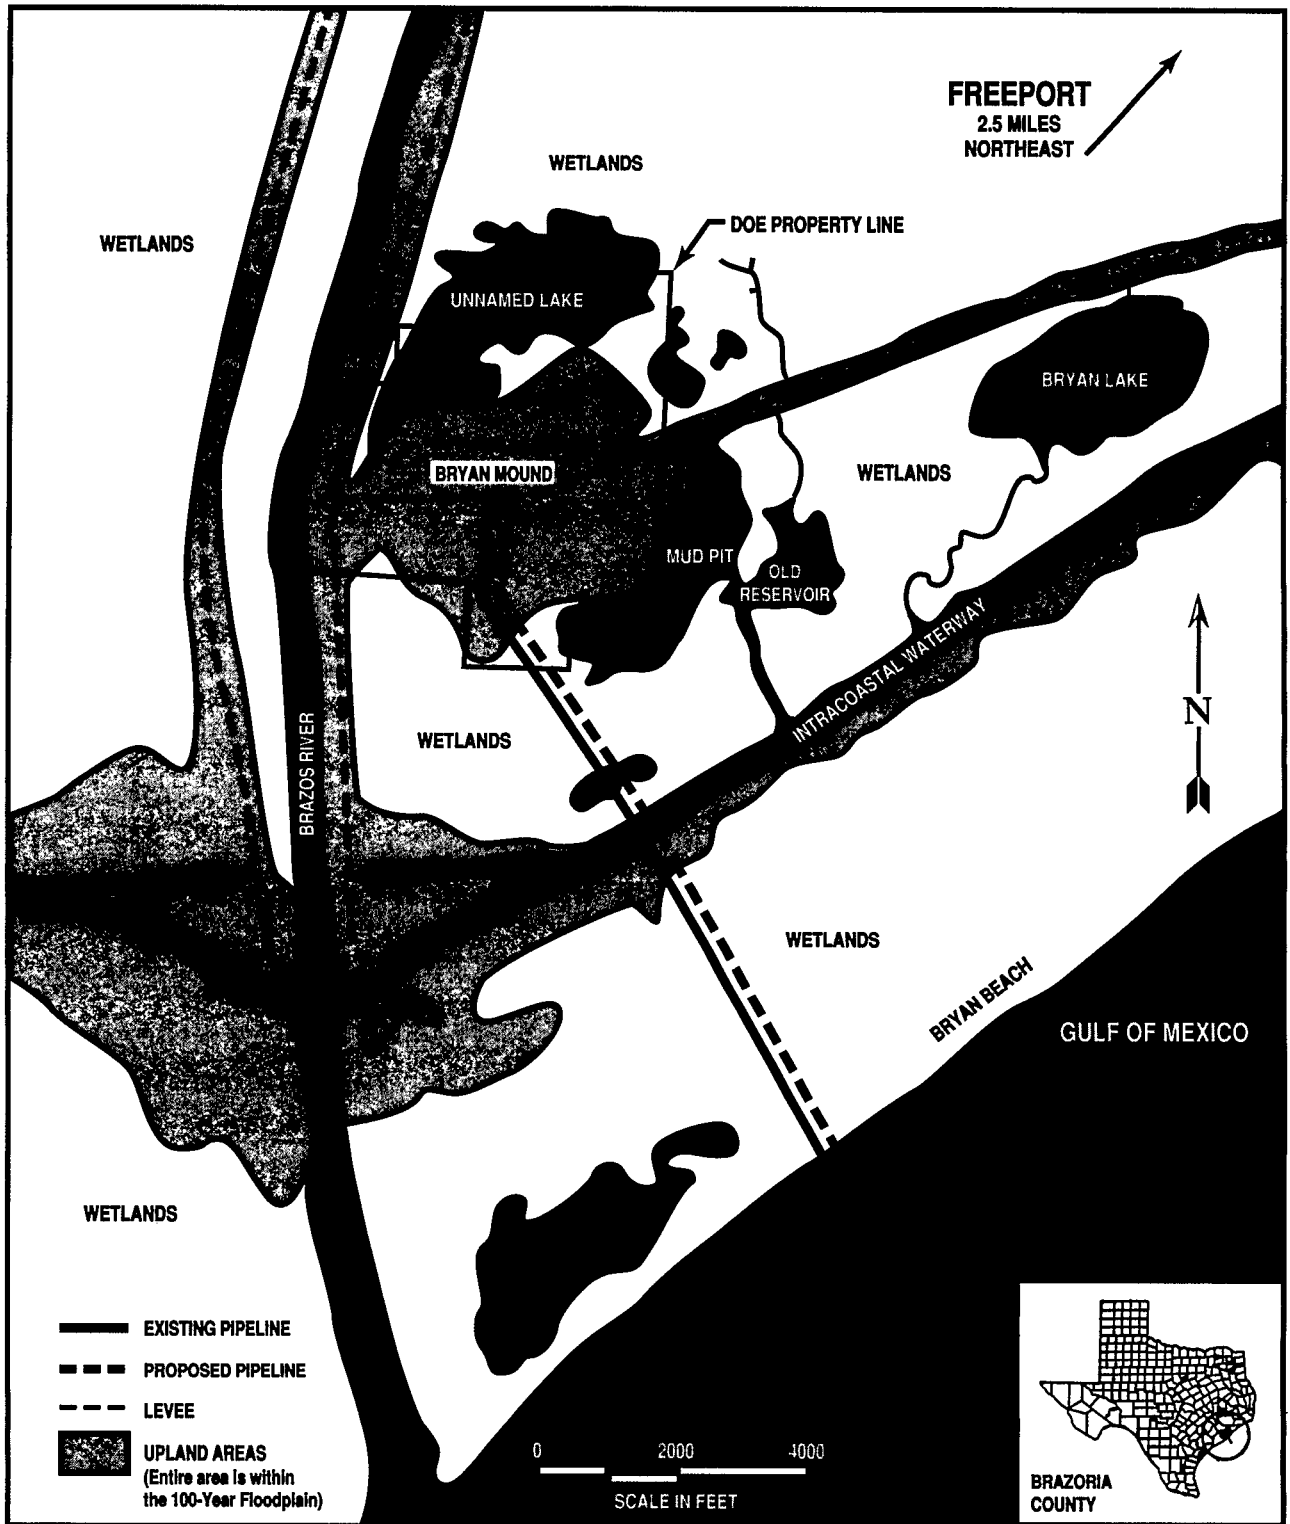 FREEPORT
2.5 MILES
NORTHEAST
WETLANDS
DOE PROPERTY LINE
WETLANDS
UNNAMED LAKE
BRYAN LAKE
BRYAN MOUND
WETLANDS
MUD PIT
OLD
RESERVOIR
INTRACOASTAL WATERWAY
N
BRAZOS RIVER
WETLANDS
WETLANDS
BRYAN BEACH
GULF OF MEXICO
WETLANDS
EXISTING PIPELINE
PROPOSED PIPELINE
LEVEE
UPLAND AREAS
(Entire area is within
the 100-Year Floodplain)
0 2000 4000
SCALE IN FEET
BRAZORIA
COUNTY